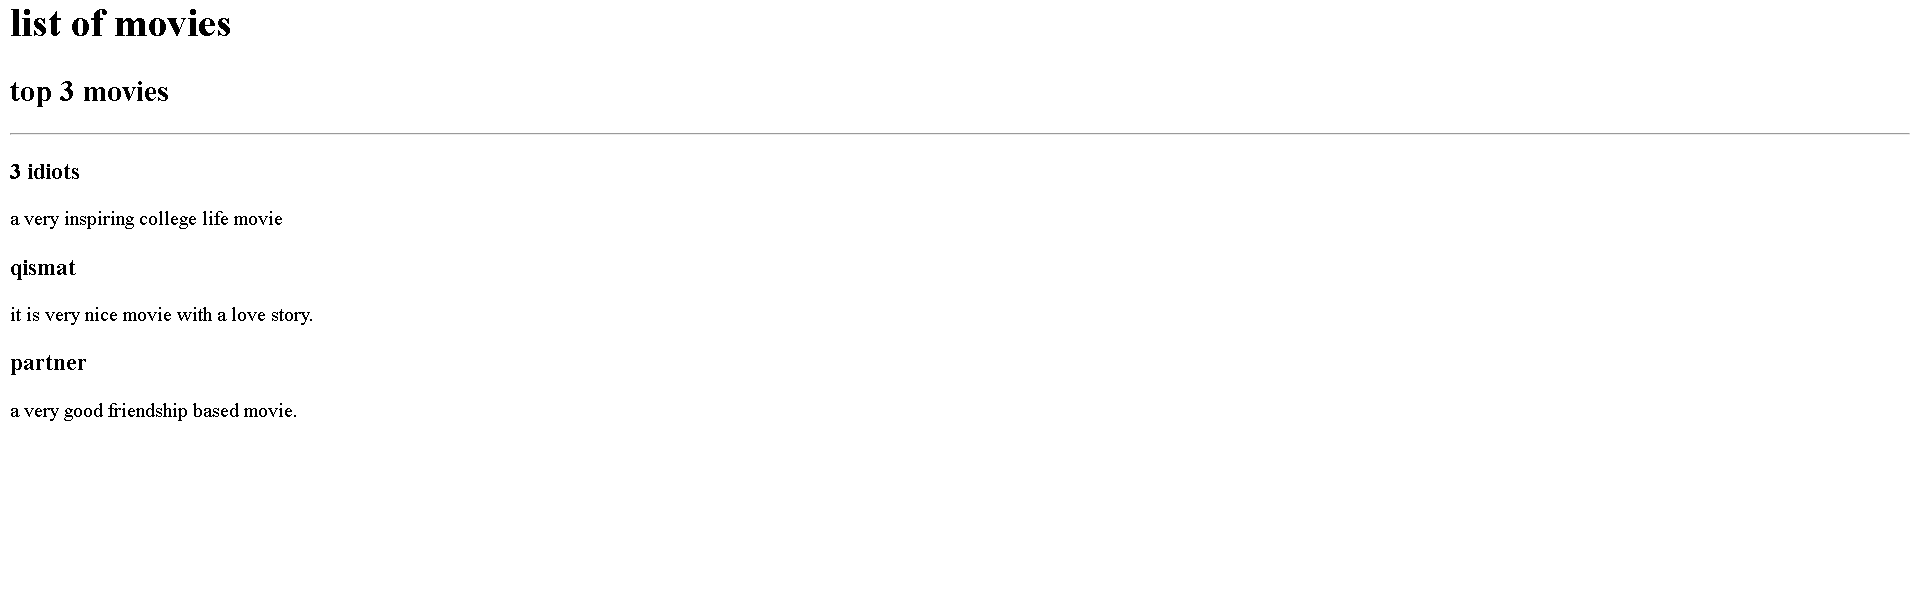 list of movies
top 3 movies
3 idiots
a very inspiring college life movie
qismat
it is very nice movie with a love story.
partner
a very good friendship based movie.